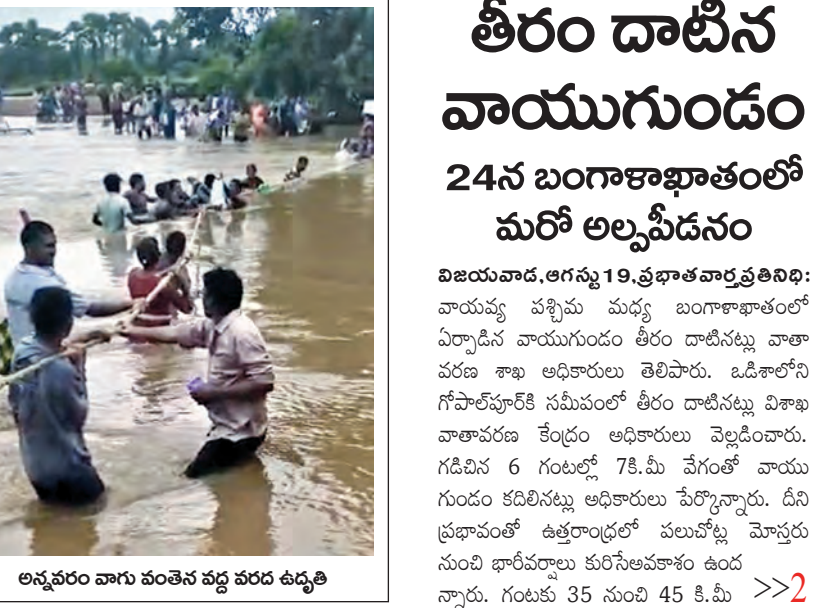 తీరం దాటిన
వాయుగుండం
24న బంగాళాఖాతంలో
మరో అల్పపీడనం
విజయవాడ,ఆగస్టు19,ప్రభాతవార్తప్రతినిధి:
వాయవ్య పశ్చిమ మధ్య బంగాళాఖాతంలో
ఏర్పాడిన వాయుగుండం తీరం దాటినట్లు వాతా
వరణ శాఖ అధికారులు తెలిపారు. ఒడిశాలోని
గోపాల్‌పూర్‌కి సమీపంలో తీరం దాటినట్లు విశాఖ
వాతావరణ కేంద్రం అధికారులు వెల్లడించారు.
గడిచిన 6 గంటల్లో 7కి.మీ వేగంతో వాయు
గుండం కదిలినట్లు అధికారులు పేర్కొన్నారు. దీని
ప్రభావంతో ఉత్తరాంధ్రలో పలుచోట్ల మోస్తరు
నుంచి భారీవర్షాలు కురిసేఅవకాశం ఉంద
న్నారు. గంటకు 35 నుంచి 45 కి.మీ >>2
అన్నవరం వాగు వంతెన వద్ద వరద ఉదృతి